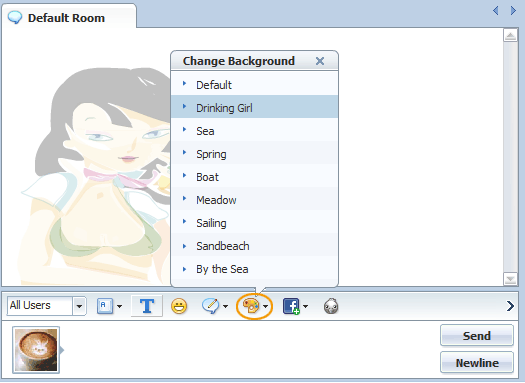 Default Room
Change Background
Default
Drinking Girl
Sea
Spring
Boat
Meadow
Sailing
Sandbeach
By the Sea
All Users
T
Send
Newline